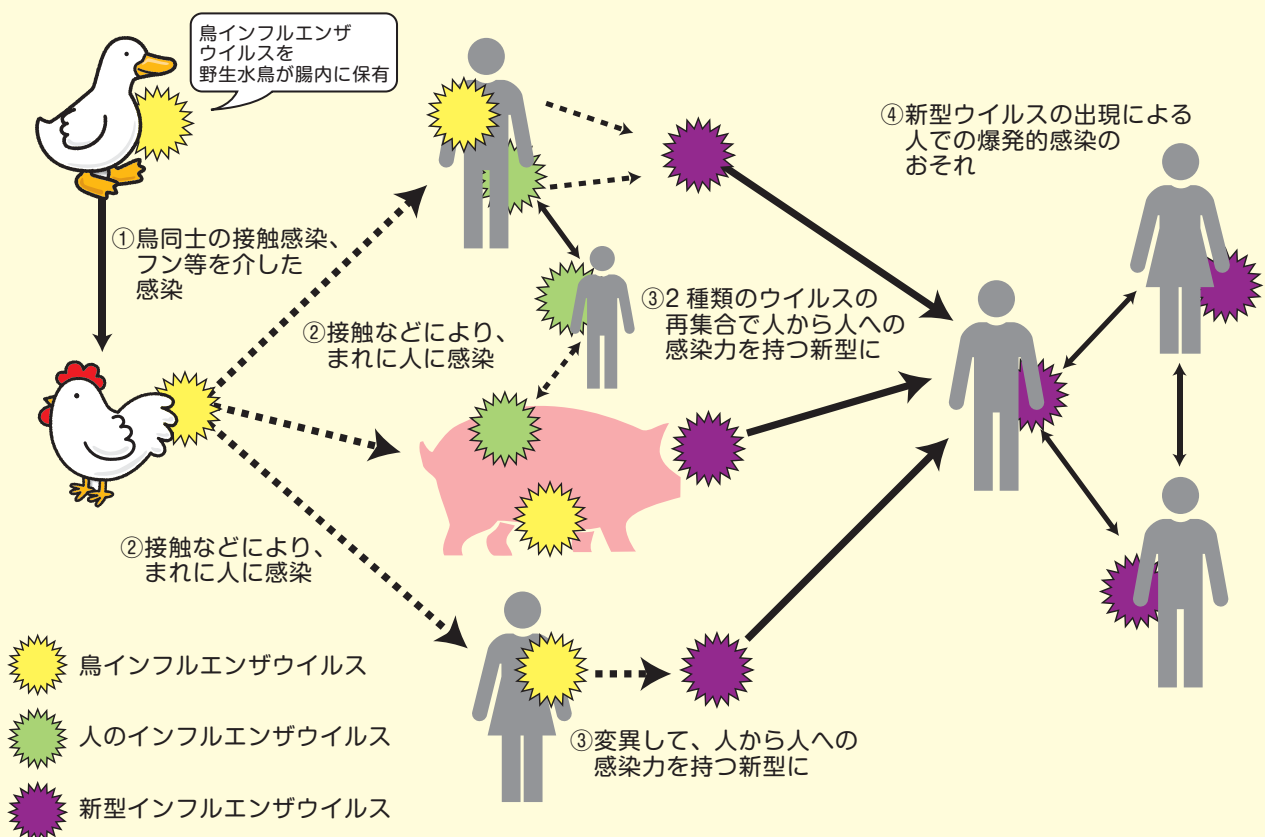 鳥インフルエンザ
ウイルスを
野生水鳥が腸内に保有
①鳥同士の接触感染、
フン等を介した
感染
②接触などにより、
まれに人に感染
③2種類のウイルスの
再集合で人から人への
感染力を持つ新型に
④新型ウイルスの出現による
人での爆発的感染の
おそれ
②接触などにより、
まれに人に感染
③変異して、人から人への
感染力を持つ新型に
鳥インフルエンザウイルス
人のインフルエンザウイルス
新型インフルエンザウイルス